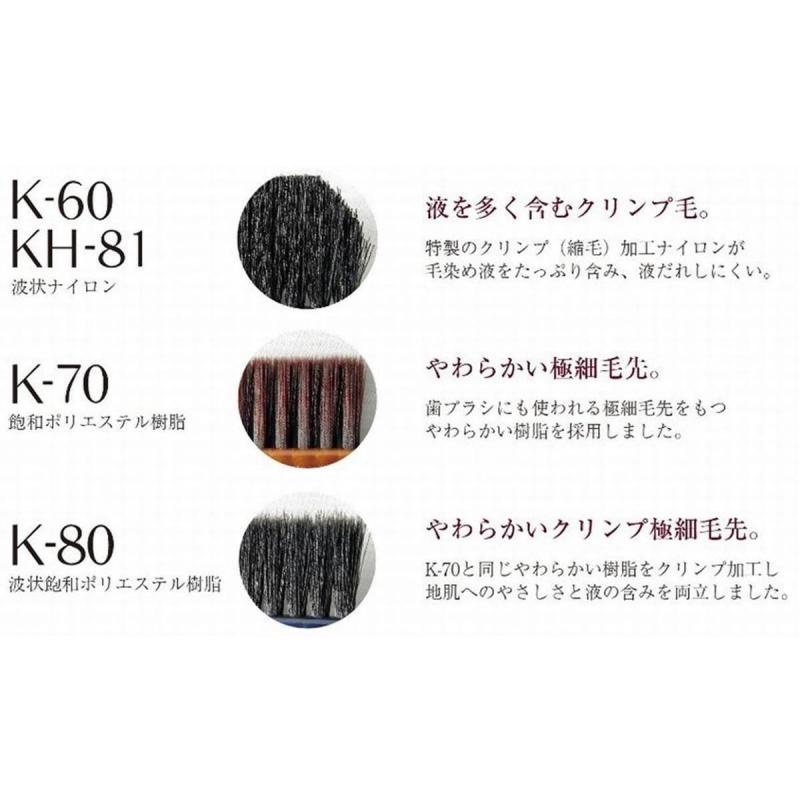 K-60
KH-81
波状ナイロン
液を多く含むクリンプ毛。
特製のクリンプ（縮毛）加工ナイロンが
毛染め液をたっぷり含み、液だれしにくい。
K-70
飽和ポリエステル樹脂
やわらかい極細毛先。
歯ブラシにも使われる極細毛先をもつ
やわらかい樹脂を採用しました。
K-80
波状飽和ポリエステル樹脂
やわらかいクリンプ極細毛先。
K-70と同じやわらかい樹脂をクリンプ加工し
地肌へのやさしさと液の含みを両立しました。